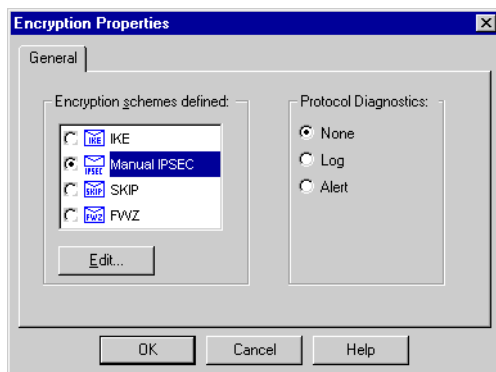 Encryption Properties
General
Encryption schemes defined:
IKE IKE
IPSEC Manual IPSEC
SKIP SKIP
FWZ FWZ
Edit...
Protocol Diagnostics:
None
Log
Alert
OK Cancel Help